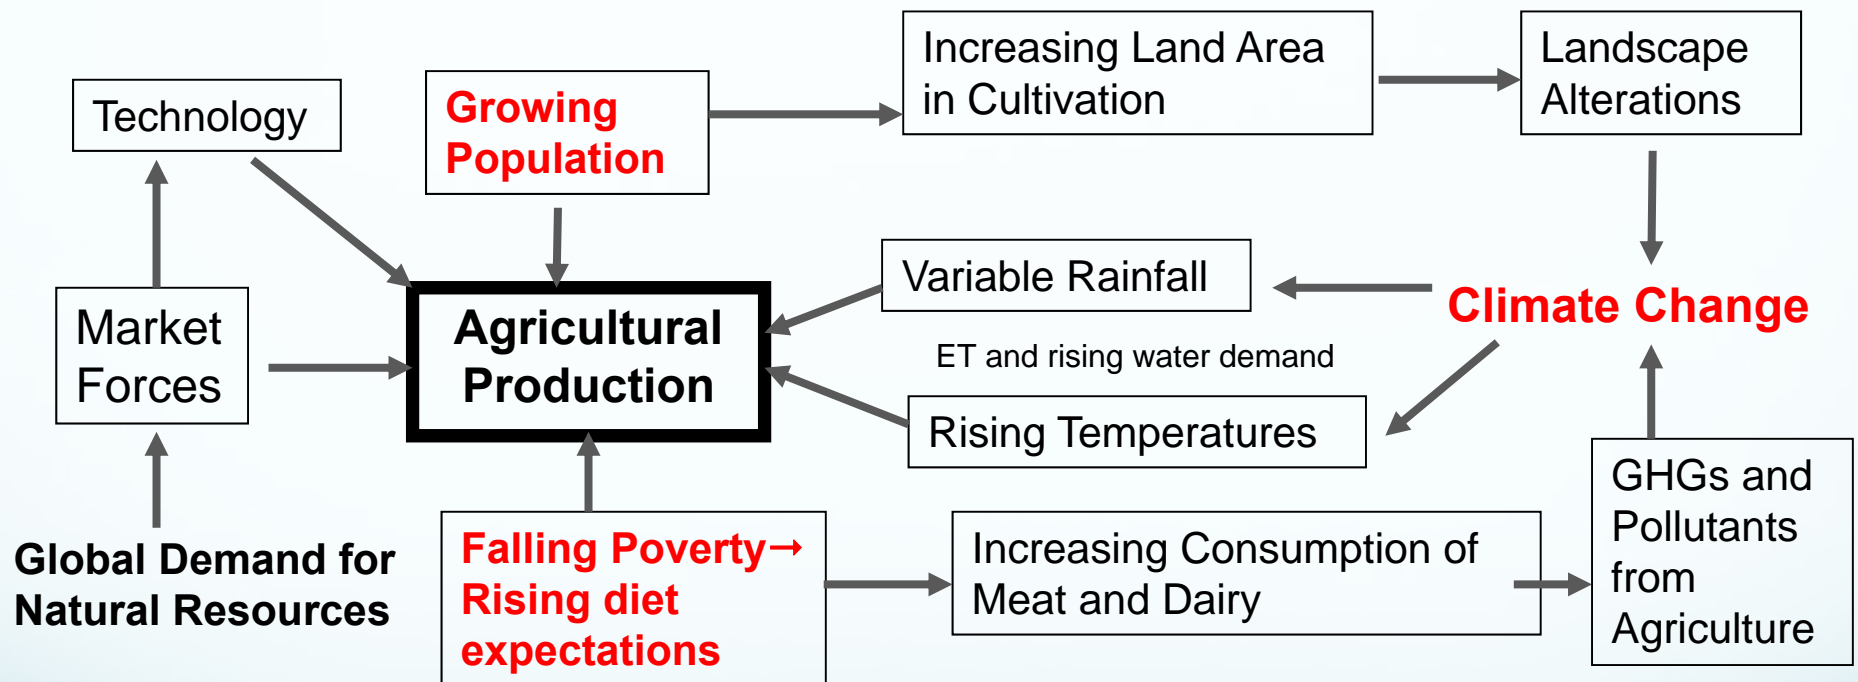 Technology
Growing
Population
Increasing Land Area
in Cultivation
Landscape
Alterations
Market
Forces
Agricultural
Production
Variable Rainfall
ET and rising water demand
Rising Temperatures
Climate Change
Global Demand for
Natural Resources
Falling Poverty→
Rising diet
expectations
Increasing Consumption of
Meat and Dairy
GHGs and
Pollutants
from
Agriculture